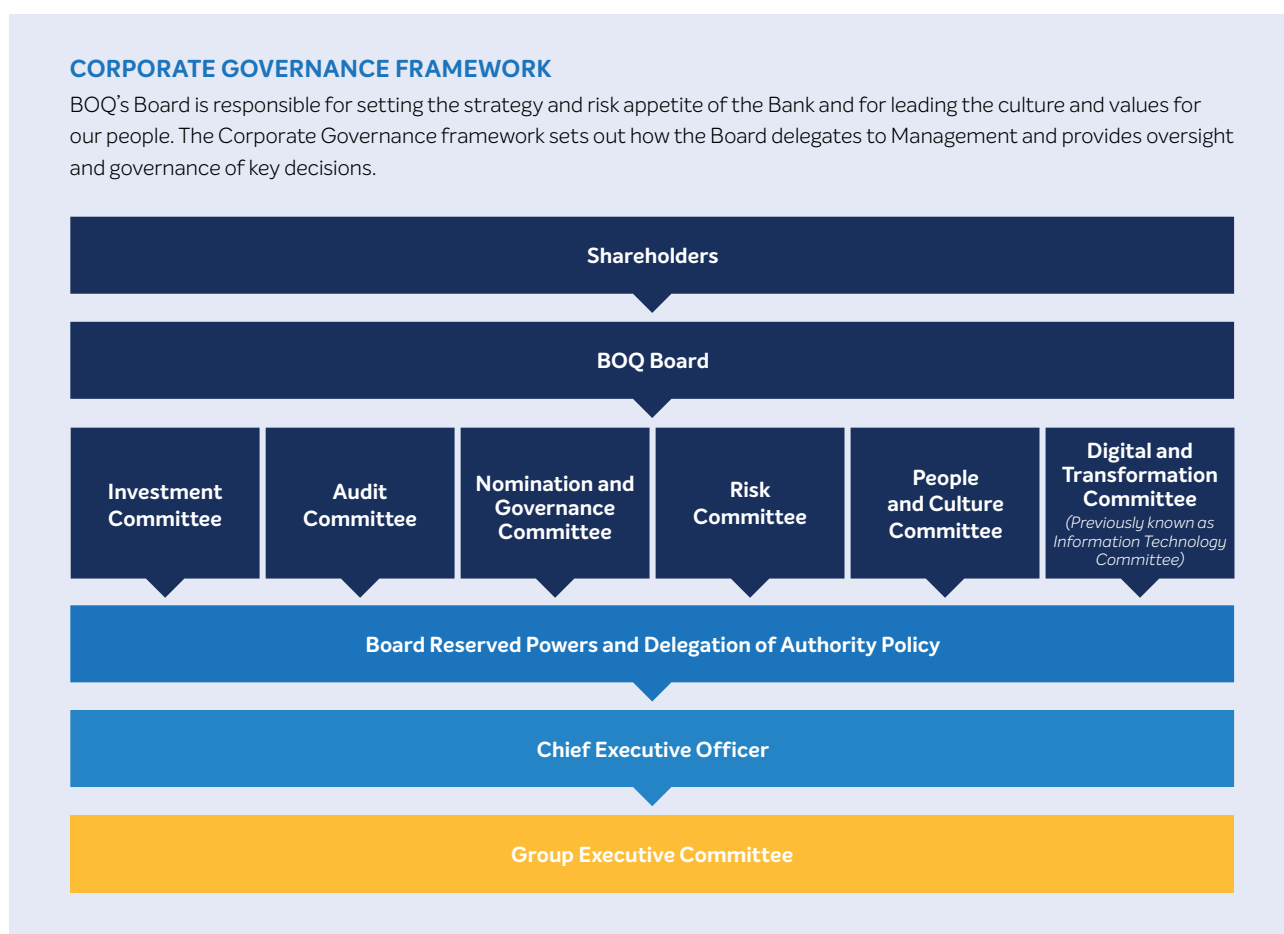 CORPORATE GOVERNANCE FRAMEWORK
BOQ’s Board is responsible for setting the strategy and risk appetite of the Bank and for leading the culture and values for
our people. The Corporate Governance framework sets out how the Board delegates to Management and provides oversight
and governance of key decisions.
Shareholders
BOQ Board
Investment
Committee
Audit
Committee
Nomination and
Governance
Committee
Risk
Committee
People
and Culture
Committee
Digital and
Transformation
Committee
(Previously known as
Information Technology
Committee)
Board Reserved Powers and Delegation of Authority Policy
Chief Executive Officer
Group Executive Committee